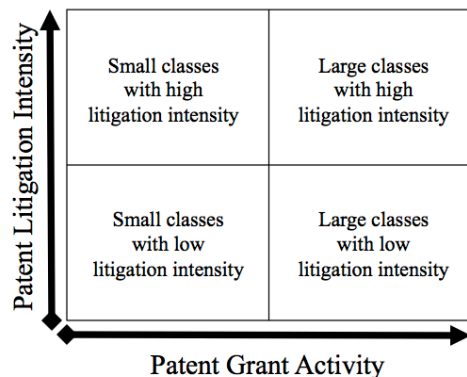 Patent Litigation Intensity
Small classes
with high
litigation intensity
Large classes
with high
litigation intensity
Small classes
with low
litigation intensity
Large classes
with low
litigation intensity
Patent Grant Activity